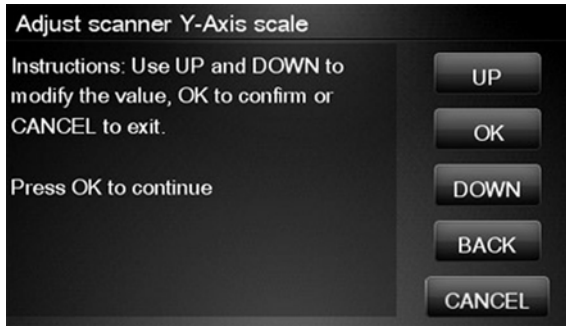 Adjust scanner Y-Axis scale
Instructions: Use UP and DOWN to
modify the value, OK to confirm or
CANCEL to exit.
Press OK to continue
UP
OK
DOWN
BACK
CANCEL